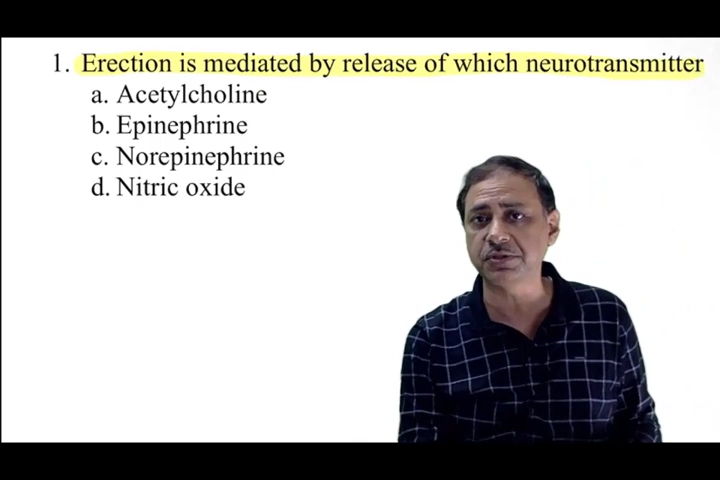 1. Erection is mediated by release of which neurotransmitter
a. Acetylcholine
b. Epinephrine
c. Norepinephrine
d. Nitric oxide